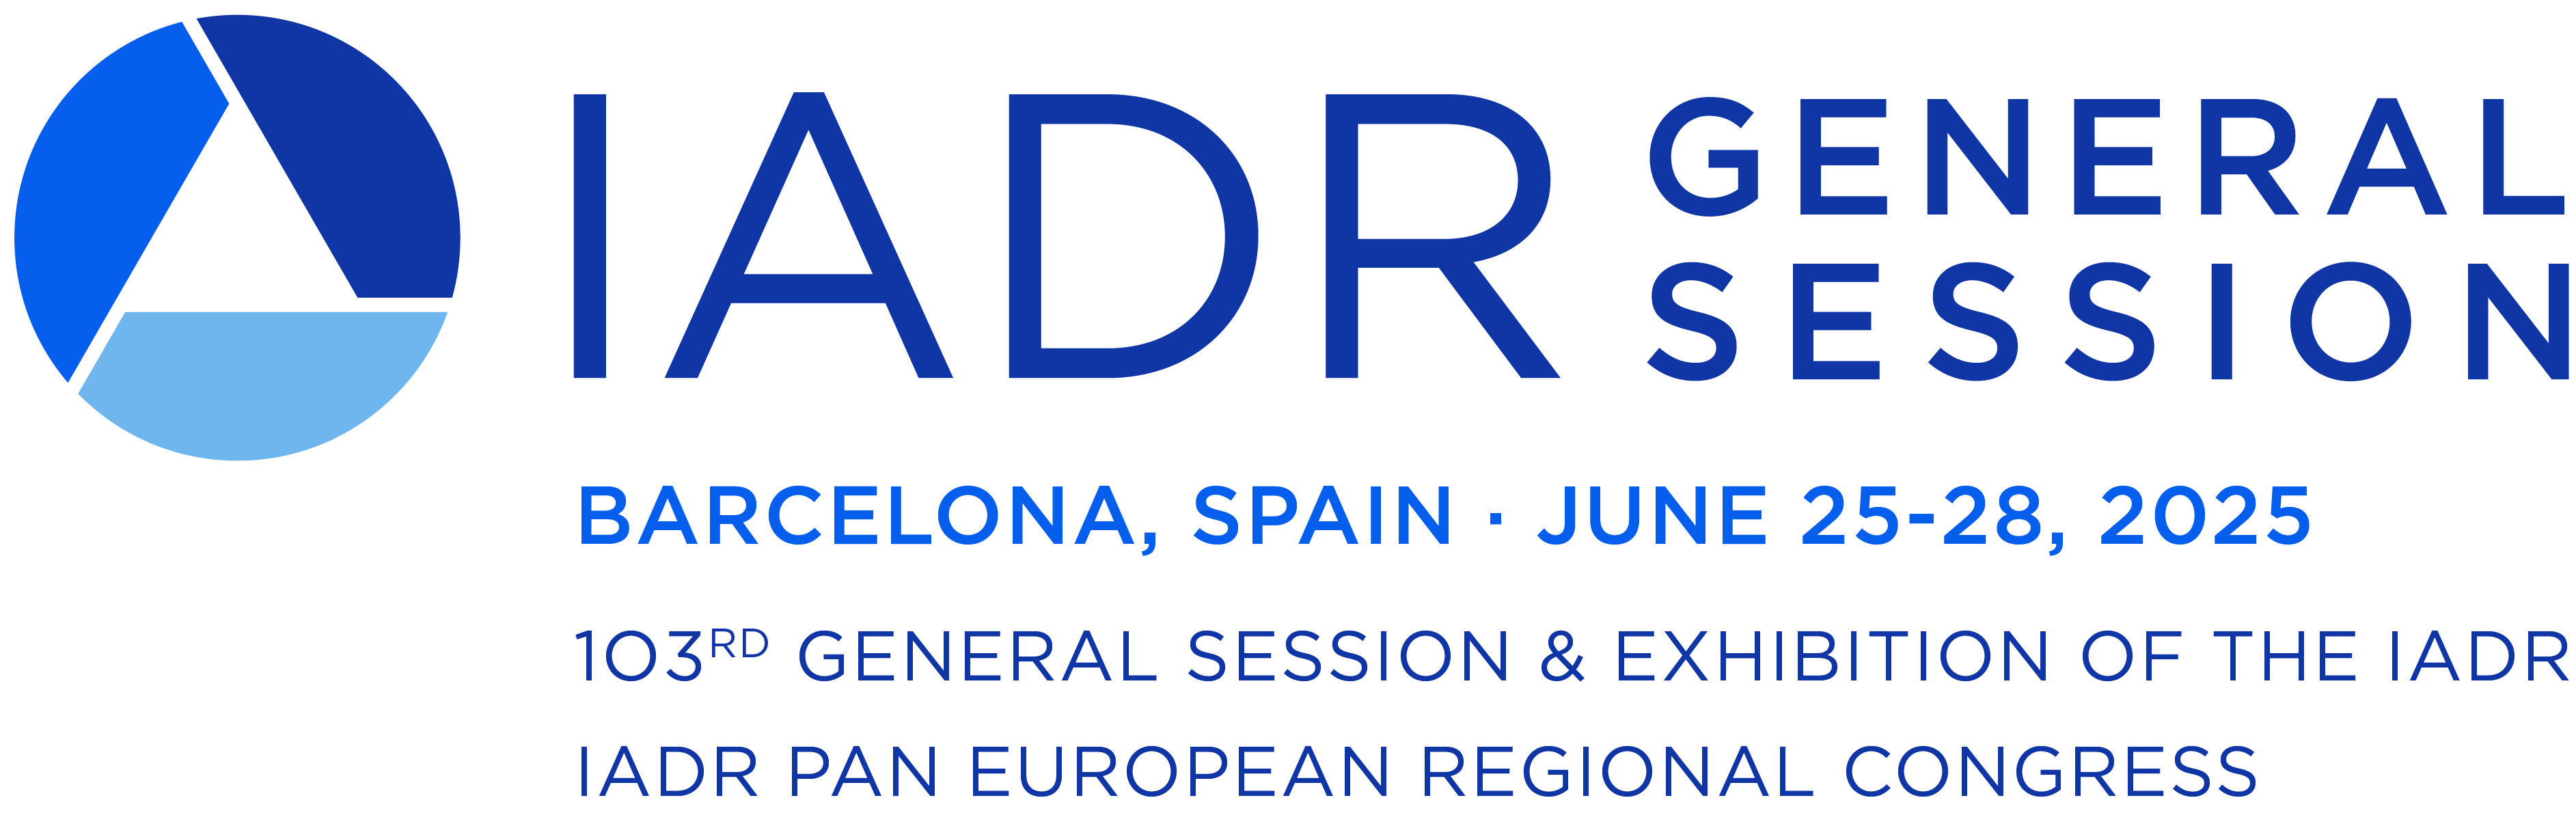 IADR GENERAL
SESSION
BARCELONA, SPAIN · JUNE 25-28, 2025
103RD GENERAL SESSION & EXHIBITION OF THE IADR
IADR PAN EUROPEAN REGIONAL CONGRESS